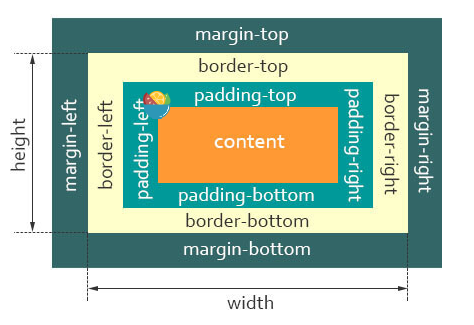 margin-top
border-top
padding-top
height
margin-left
border-left
padding-left
content
padding-right
border-right
margin-right
padding-bottom
border-bottom
margin-bottom
width